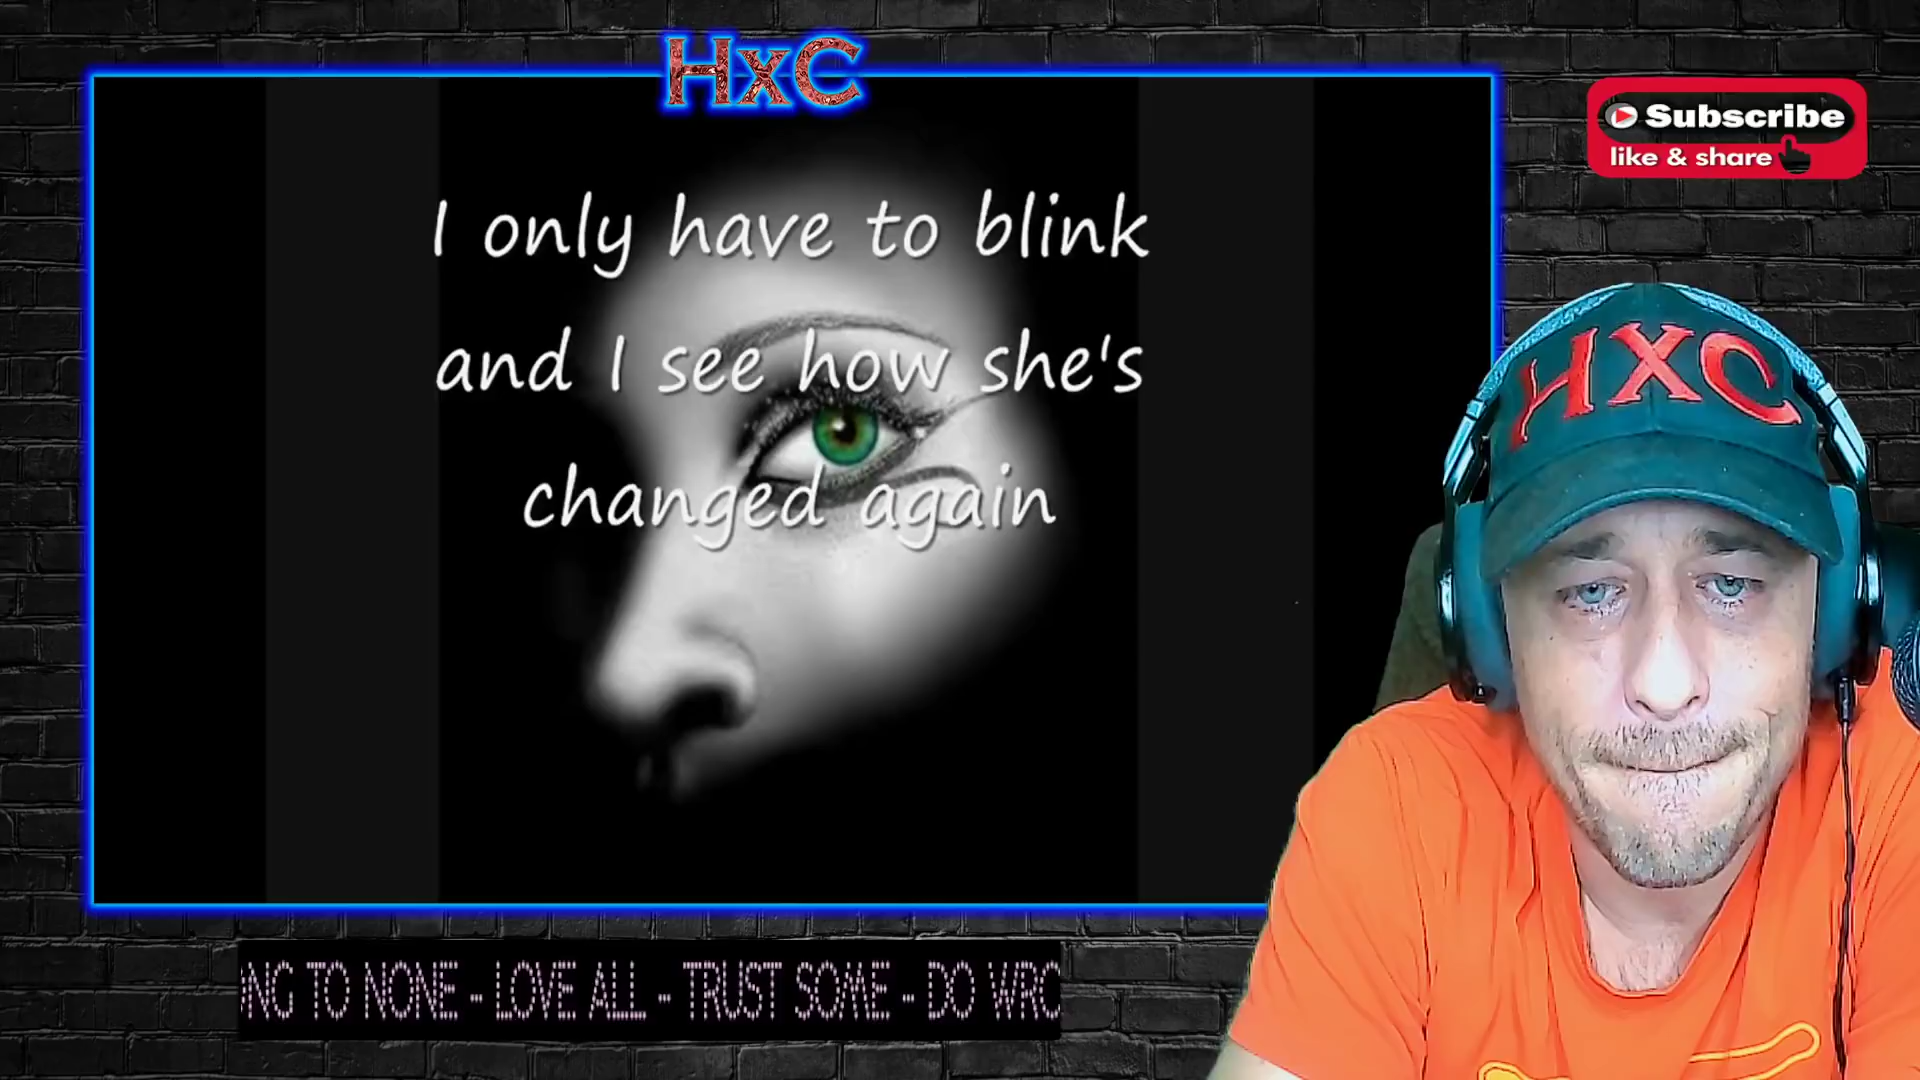 HxC
Subscribe
like & share
I only have to blink
and I see how she's
changed again
HXC
NG TO NONE - LOVE ALL - TRUST SOME - DO WRO